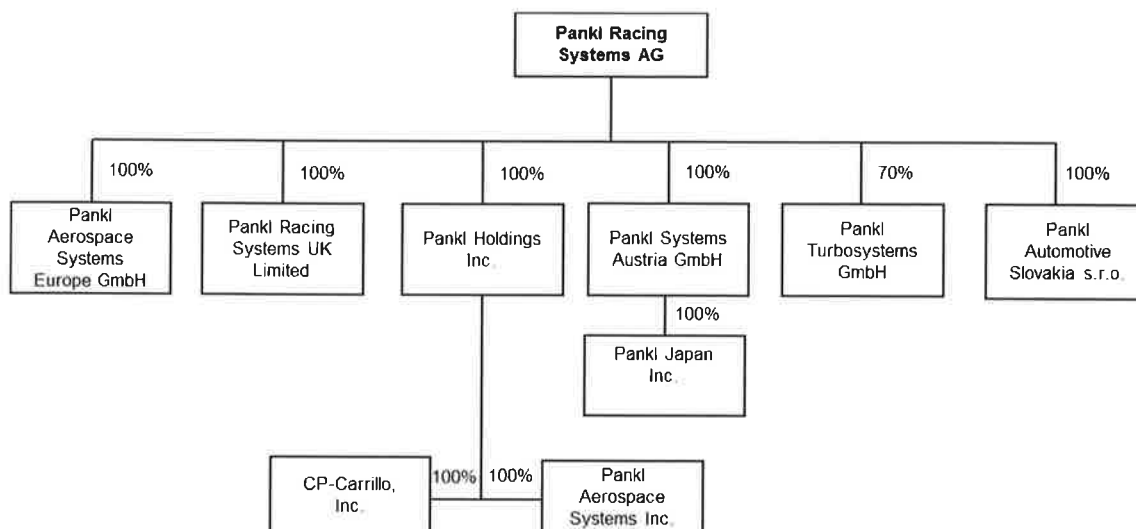 Pankl Racing
Systems AG
100%
100%
100%
100%
70%
100%
Pankl
Aerospace
Systems
Europe GmbH
Pankl Racing
Systems UK
Limited
Pankl Holdings
Inc.
Pankl Systems
Austria GmbH
Pankl
Turbosystems
GmbH
Pankl
Automotive
Slovakia s.r.o.
100%
Pankl Japan
Inc.
CP-Carrillo,
Inc.
100%
100%
Pankl
Aerospace
Systems Inc.